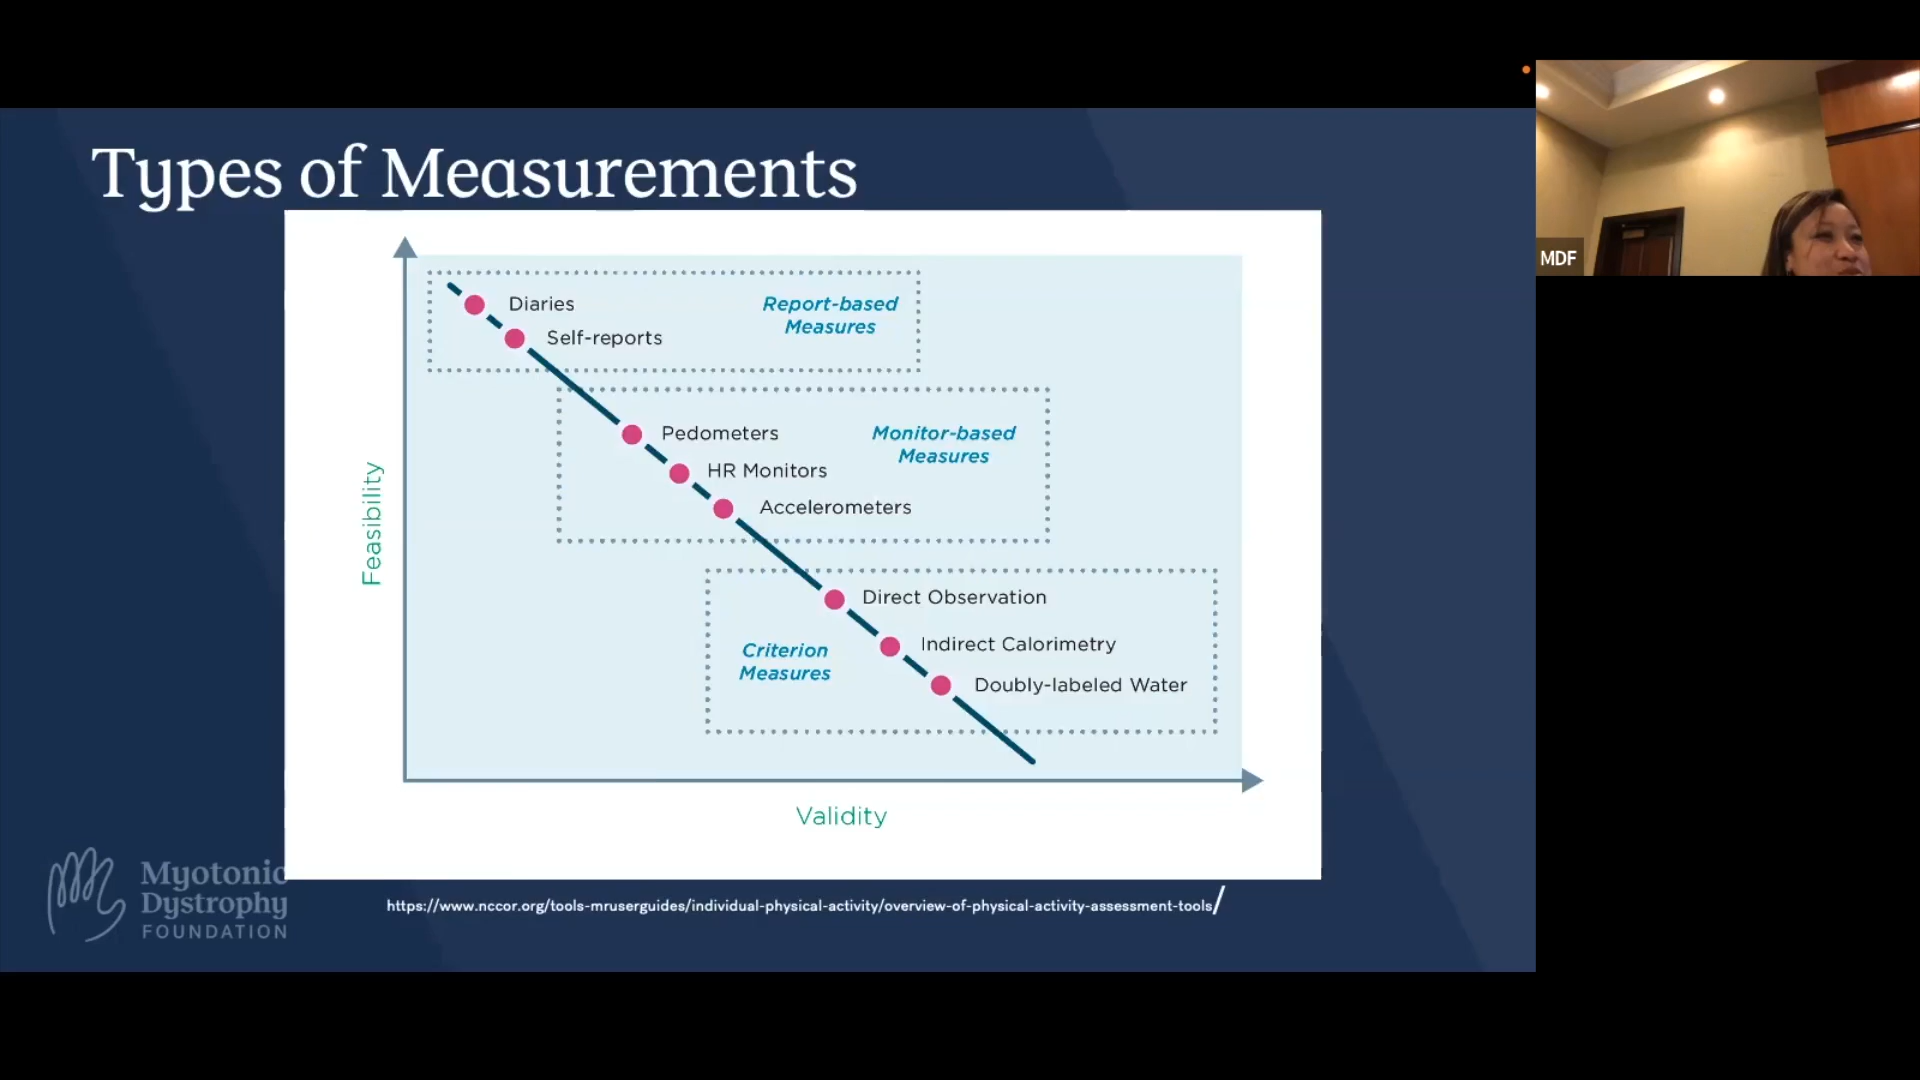 Types of Measurements
Diaries
Self-reports
Report-based
Measures
Pedometers
HR Monitors
Accelerometers
Monitor-based
Measures
Direct Observation
Indirect Calorimetry
Doubly-labeled Water
Criterion
Measures
Feasibility
Validity
Myotonic
Dystrophy
FOUNDATION
https://www.nccor.org/tools-mruserguides/individual-physical-activity/overview-of-physical-activity-assessment-tools/
MDF